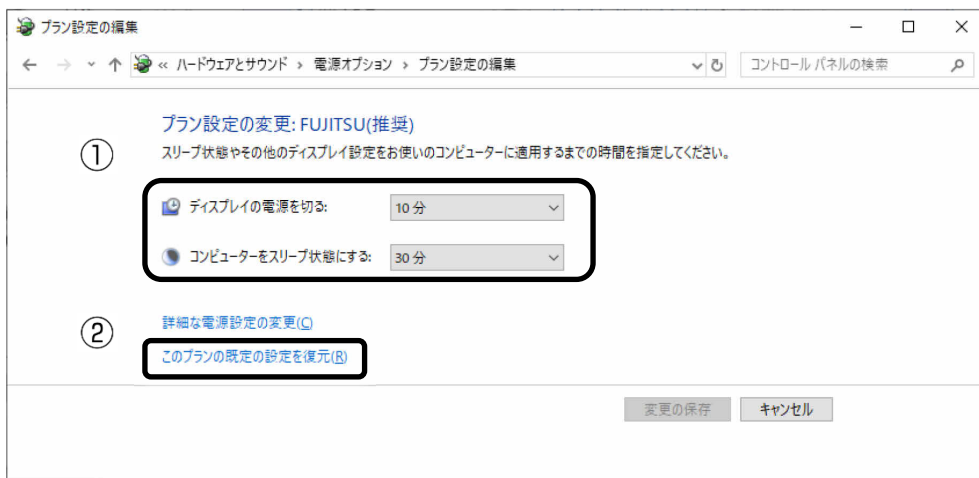 プラン設定の編集
« ハードウェアとサウンド › 電源オプション › プラン設定の編集
コントロール パネルの検索
プラン設定の変更: FUJITSU(推奨)
①
スリープ状態やその他のディスプレイ設定をお使いのコンピューターに適用するまでの時間を指定してください。
ディスプレイの電源を切る: 10 分
コンピューターをスリープ状態にする: 30 分
②
詳細な電源設定の変更(C)
このプランの既定の設定を復元(R)
変更の保存 キャンセル